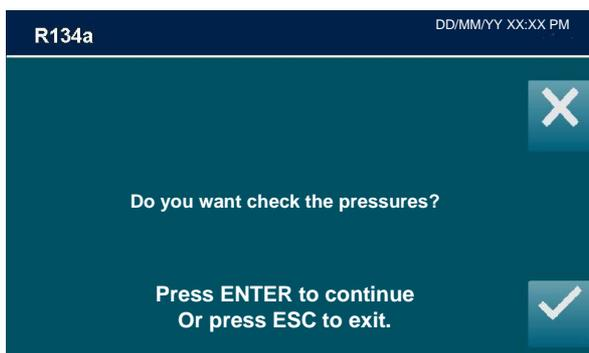 R134a
DD/MM/YY XX:XX PM
Do you want check the pressures?
Press ENTER to continue
Or press ESC to exit.